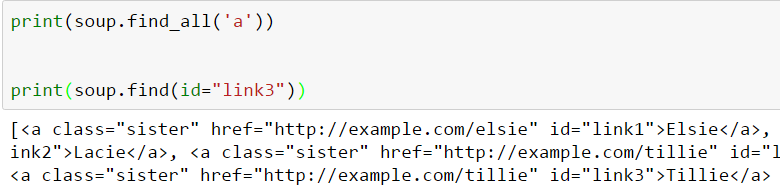 print(soup.find_all('a'))
print(soup.find(id="link3"))
[<a class="sister" href="http://example.com/elsie" id="link1">Elsie</a>,
ink2">Lacie</a>, <a class="sister" href="http://example.com/tillie" id="l
<a class="sister" href="http://example.com/tillie" id="link3">Tillie</a>